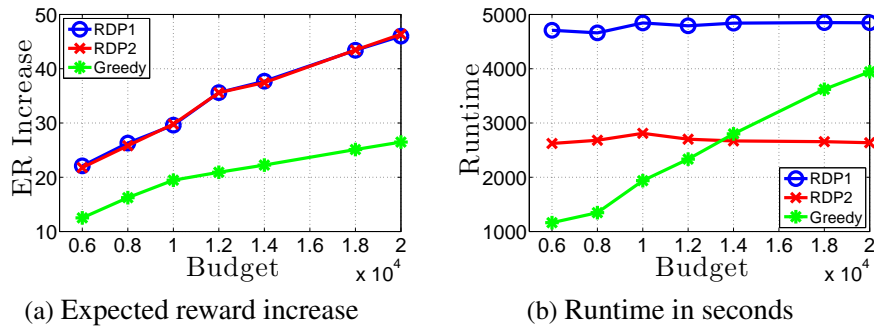 50
40
30
20
10
ER Increase
RDP1
RDP2
Greedy
0.6 0.8 1 1.2 1.4 1.6 1.8 2
x 10^4
Budget
(a) Expected reward increase
5000
4000
3000
2000
1000
Runtime
RDP1
RDP2
Greedy
0.6 0.8 1 1.2 1.4 1.6 1.8 2
x 10^4
Budget
(b) Runtime in seconds